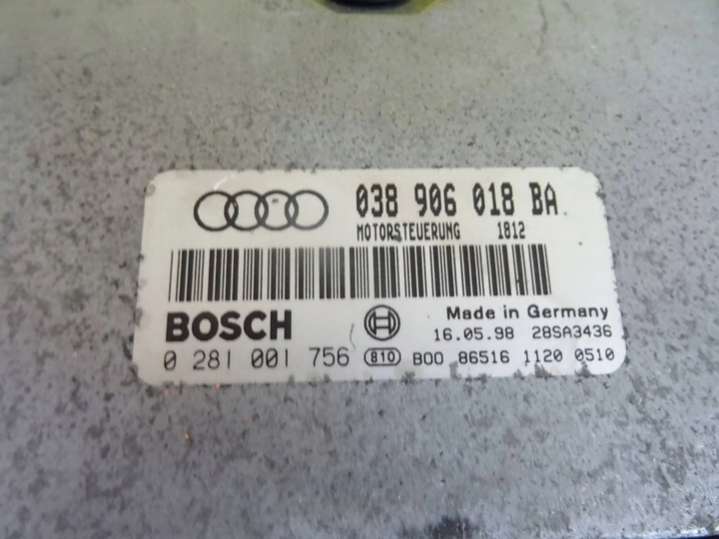 038 906 018 BA
MOTORSTEUERUNG 1812
BOSCH
Made in Germany
16.05.98 28SA3436
0 281 001 756 810 B00 86516 1120 0510